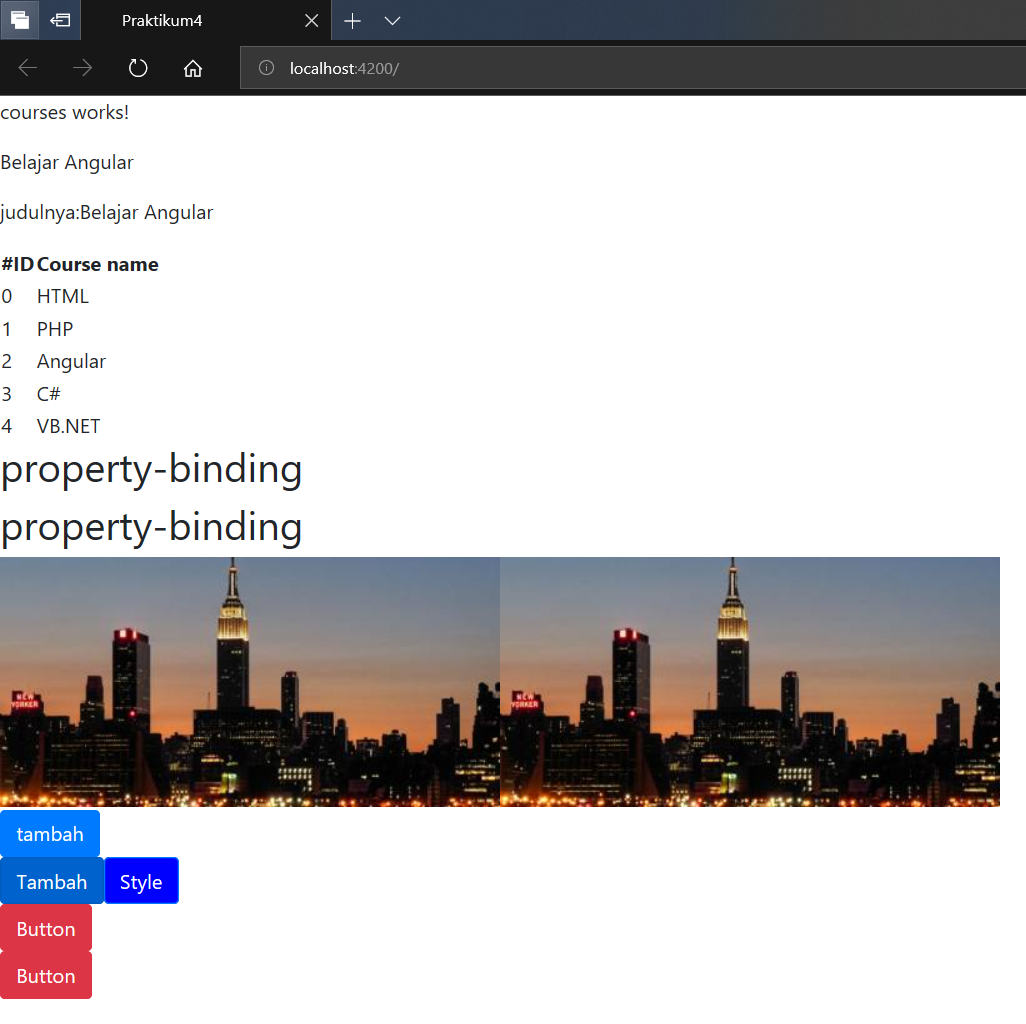 Praktikum4
localhost:4200/
courses works!
Belajar Angular
judulnya:Belajar Angular
#ID Course name
0 HTML
1 PHP
2 Angular
3 C#
4 VB.NET
property-binding
property-binding
NEW YORKER NEW YORKER
tambah
Tambah Style
Button
Button